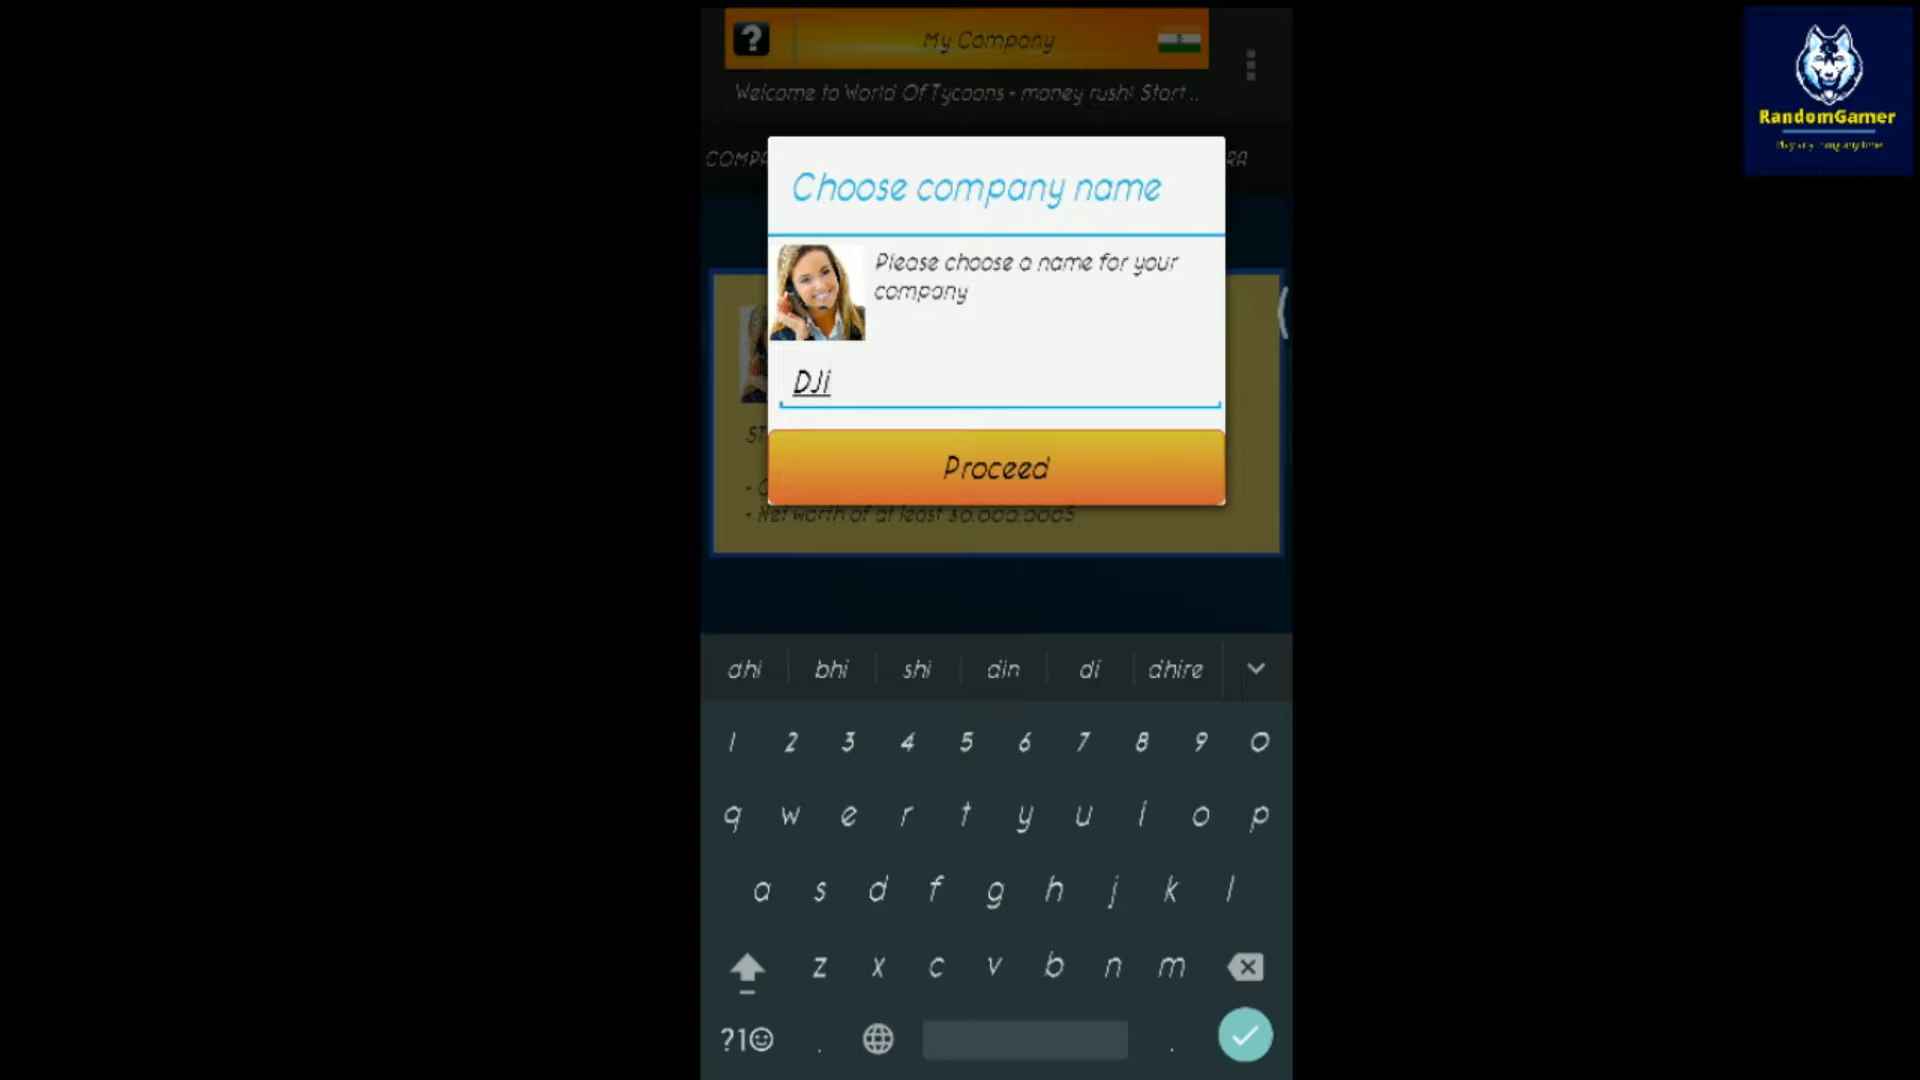 My Company
Welcome to World Of Tycoons - money rush! Start ..
Choose company name
Please choose a name for your
company
DJi
Proceed
- Net worth of at least 30.000.000$
dhi bhi shi din di dhire
1 2 3 4 5 6 7 8 9 0
q w e r t y u i o p
a s d f g h j k l
z x c v b n m
?1
RandomGamer